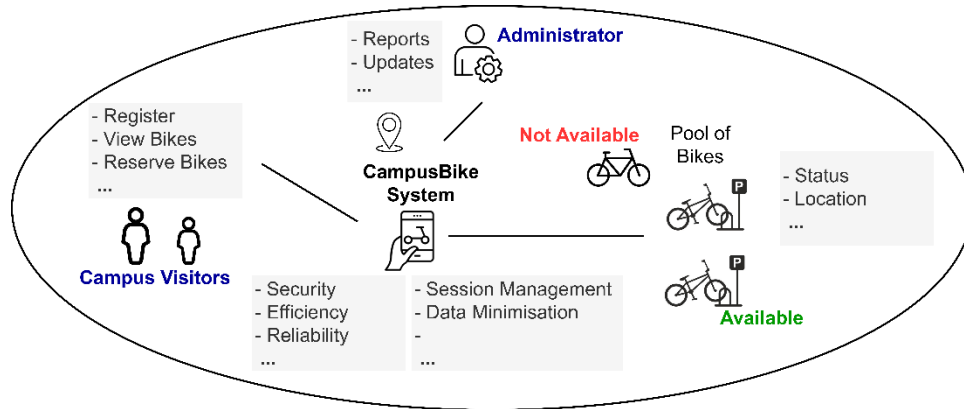 - Reports
- Updates
...
Administrator
- Register
- View Bikes
- Reserve Bikes
...
Campus Visitors
CampusBike
System
Not Available
Pool of
Bikes
P
P
Available
- Status
- Location
...
- Security
- Efficiency
- Reliability
...
- Session Management
- Data Minimisation
-
...